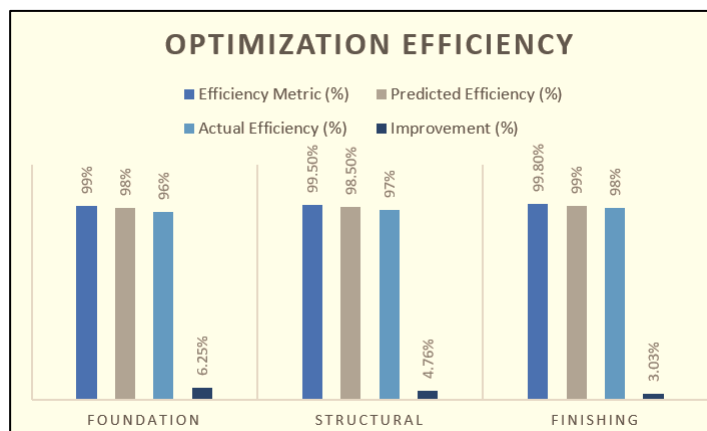 OPTIMIZATION EFFICIENCY
Efficiency Metric (%) Predicted Efficiency (%)
Actual Efficiency (%) Improvement (%)
99% 98% 96% 6.25% 99.50% 98.50% 97% 4.76% 99.80% 99% 98% 3.03%
FOUNDATION STRUCTURAL FINISHING